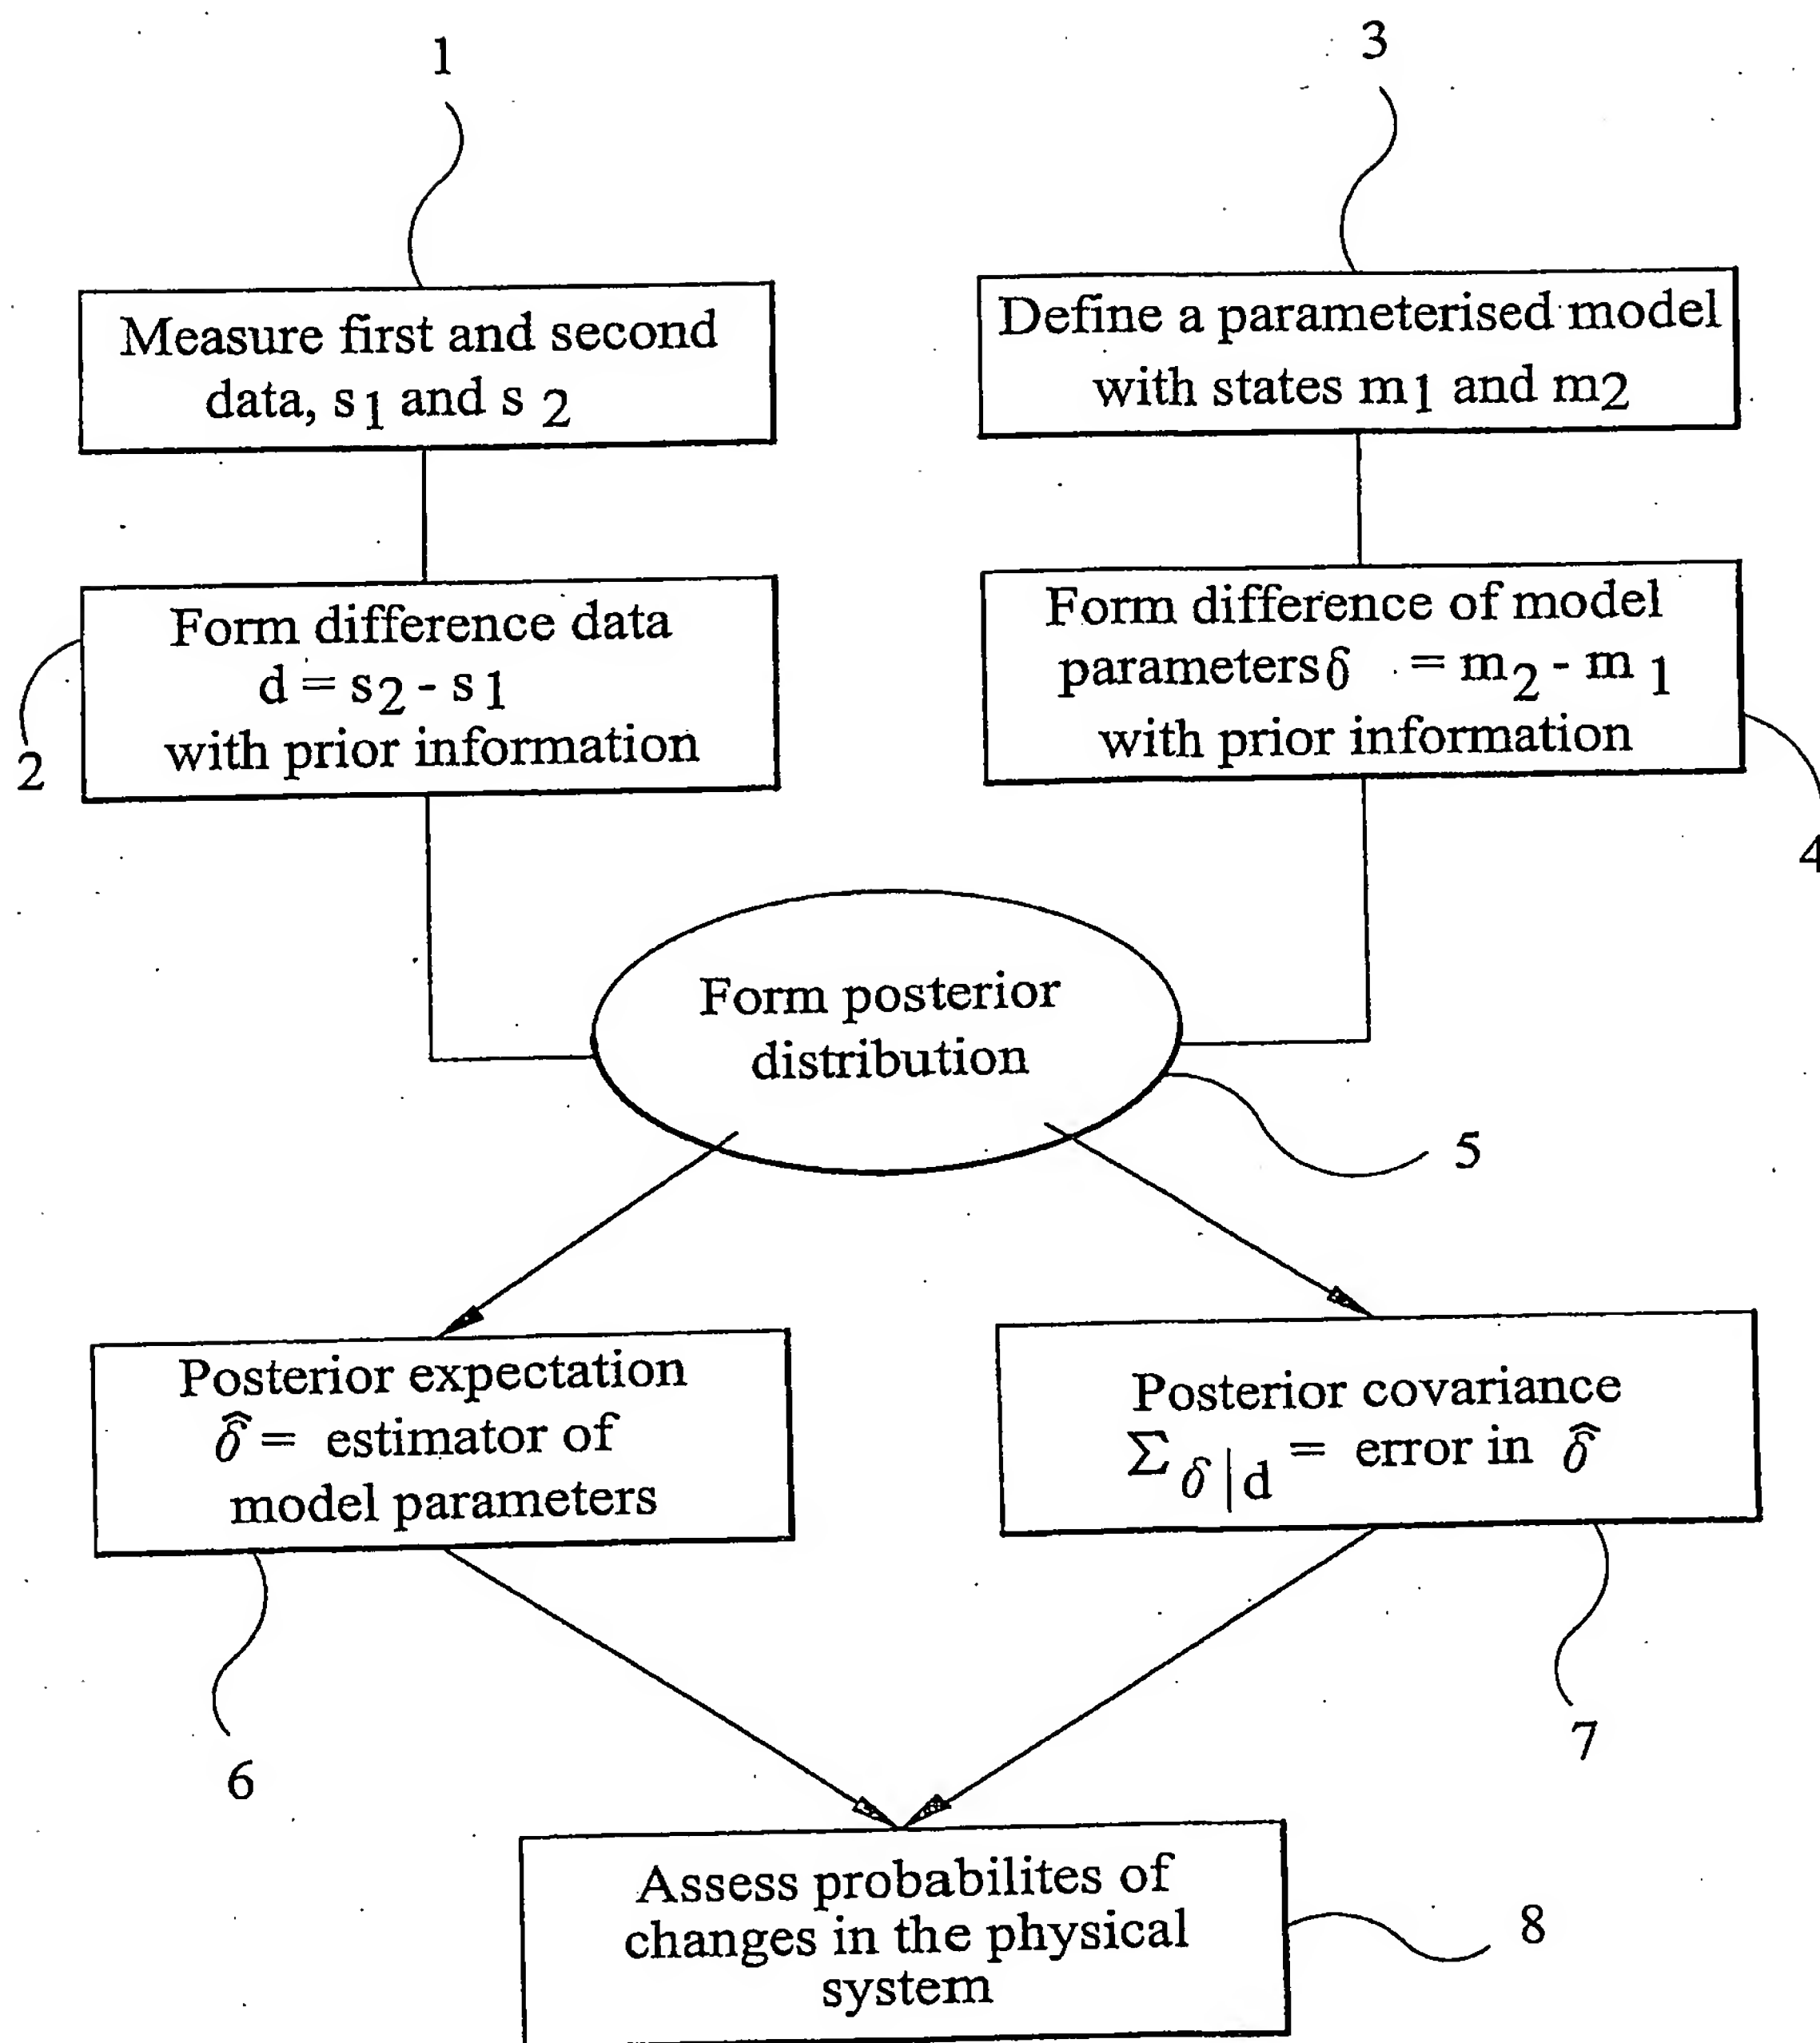 1
3
Measure first and second
data, s1 and s 2
Define a parameterised model
with states m1 and m2
Form difference data
d = s2 - s1
with prior information
2
Form difference of model
parameters δ = m2 - m 1
with prior information
4
Form posterior
distribution
5
Posterior expectation
δ̂ = estimator of
model parameters
Posterior covariance
Σ δ|d = error in δ̂
6
7
Assess probabilites of
changes in the physical
system
8